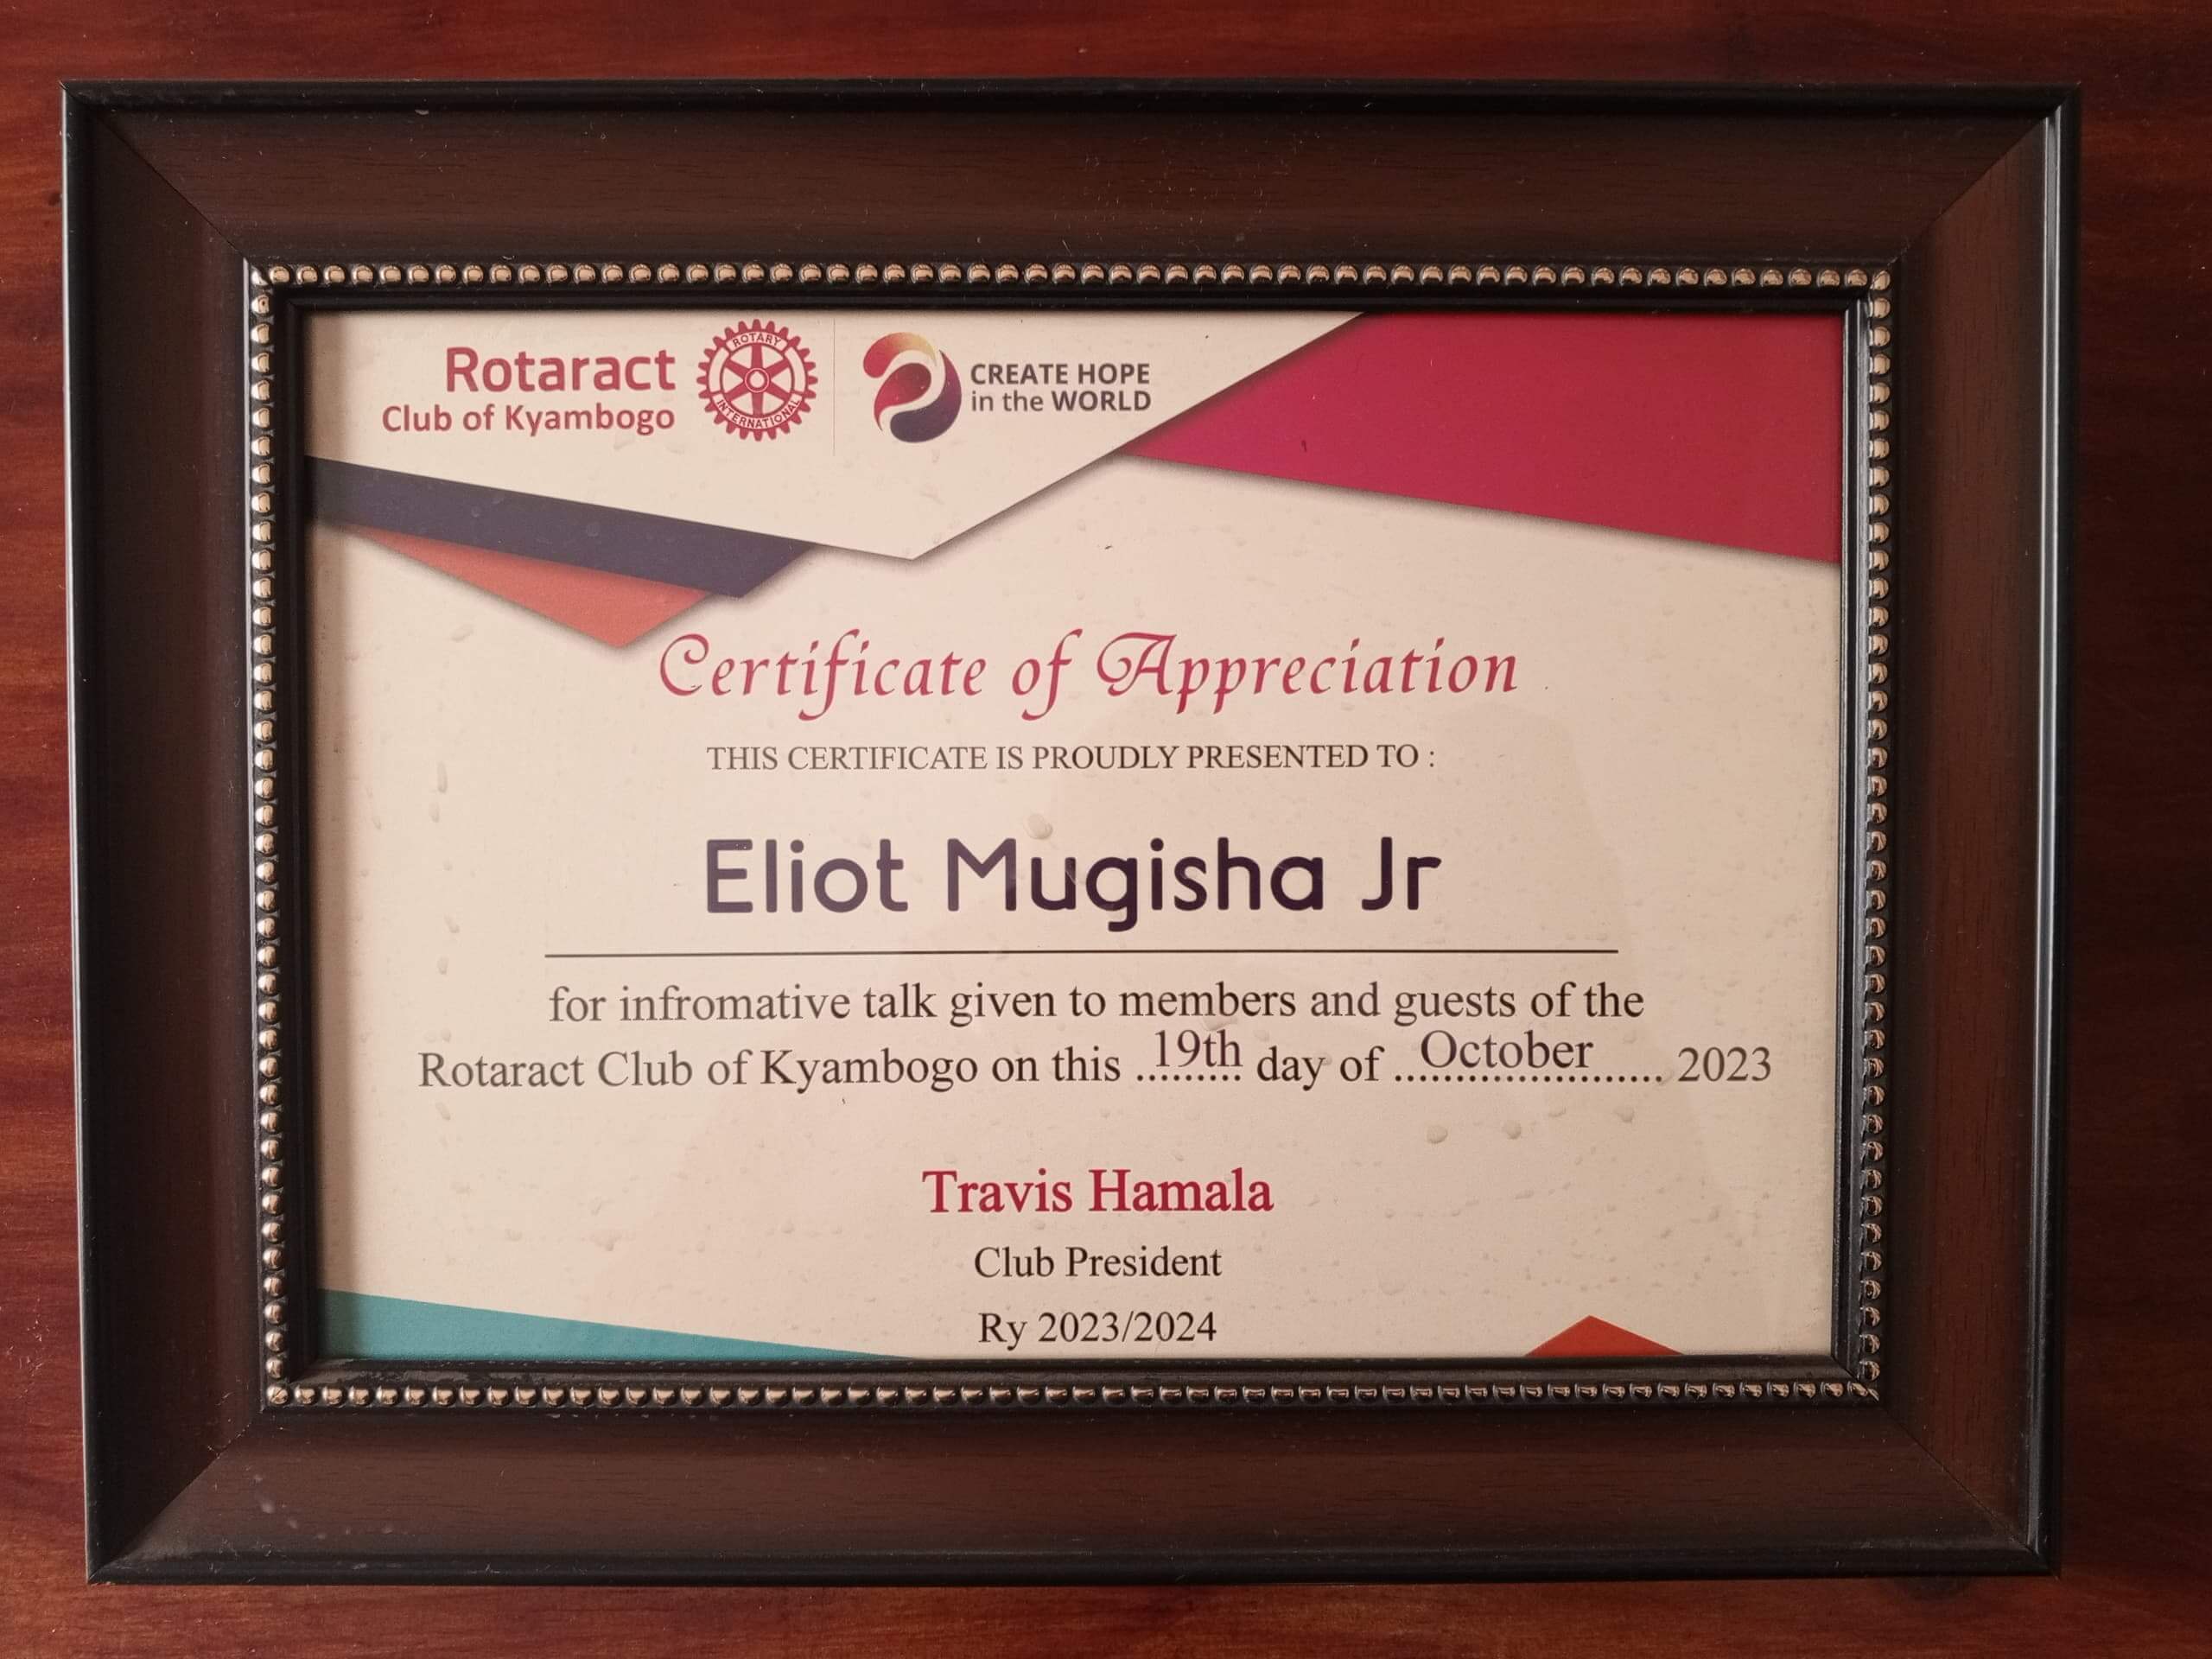 Rotaract
Club of Kyambogo
ROTARY
INTERNATIONAL
CREATE HOPE
in the WORLD
Certificate of Appreciation
THIS CERTIFICATE IS PROUDLY PRESENTED TO :
Eliot Mugisha Jr
for infromative talk given to members and guests of the
Rotaract Club of Kyambogo on this ..19th.. day of ..October.. 2023
Travis Hamala
Club President
Ry 2023/2024